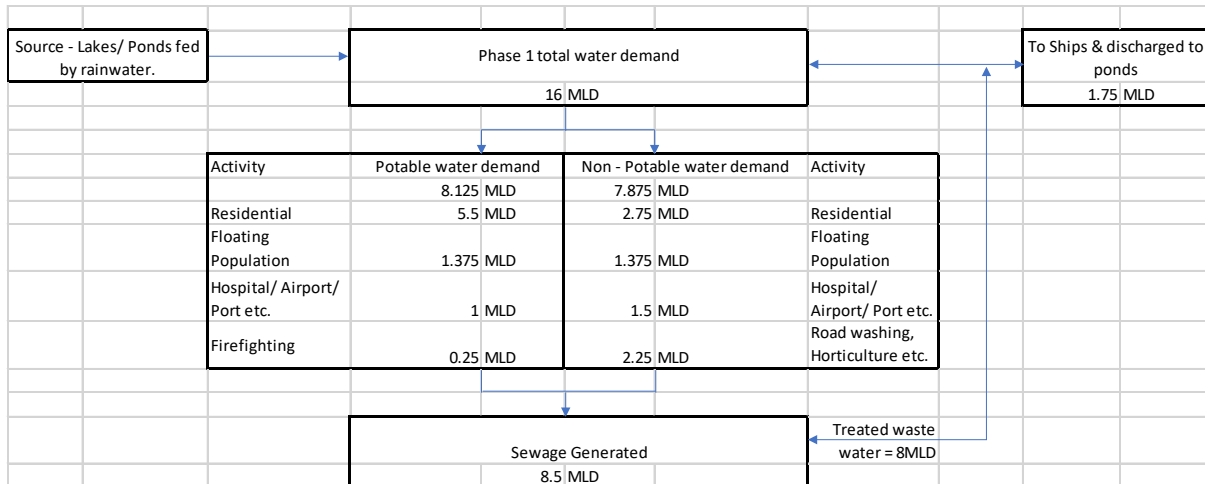 Source - Lakes/ Ponds fed
by rainwater.
Phase 1 total water demand
16 MLD
To Ships & discharged to
ponds
1.75 MLD
Activity Potable water demand Non - Potable water demand Activity
8.125 MLD 7.875 MLD
Residential 5.5 MLD 2.75 MLD Residential
Floating Floating
Population 1.375 MLD 1.375 MLD Population
Hospital/ Airport/ Hospital/
Port etc. 1 MLD 1.5 MLD Airport/ Port etc.
Firefighting 0.25 MLD 2.25 MLD Road washing,
Horticulture etc.
Treated waste
water = 8MLD
Sewage Generated
8.5 MLD